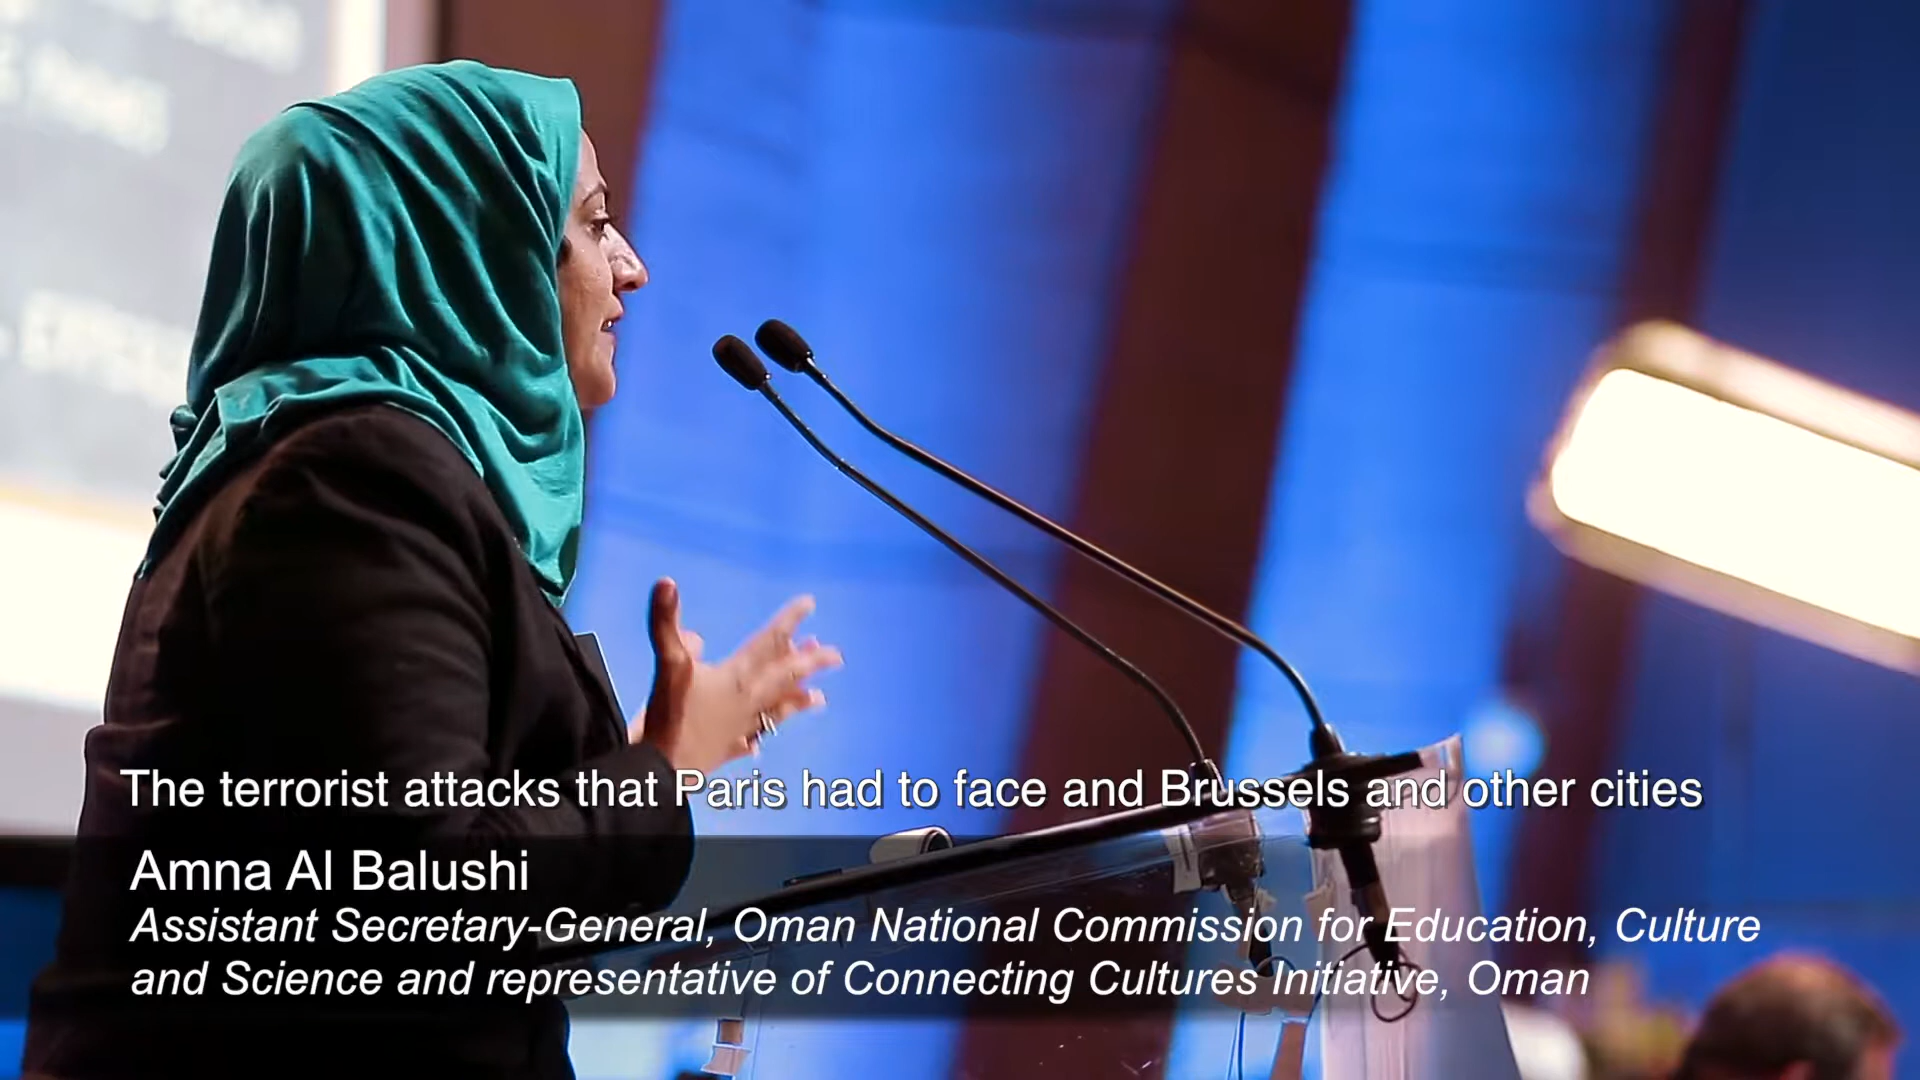 The terrorist attacks that Paris had to face and Brussels and other cities
Amna Al Balushi
Assistant Secretary-General, Oman National Commission for Education, Culture
and Science and representative of Connecting Cultures Initiative, Oman